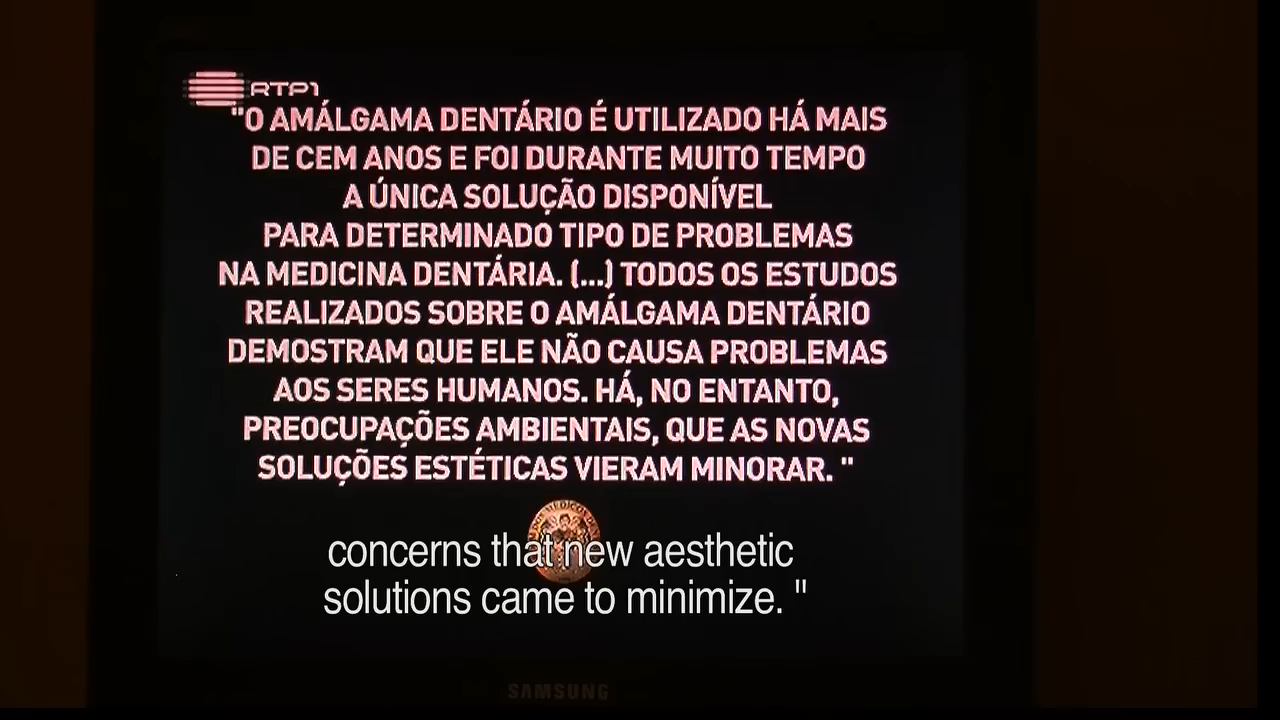 RTP1
"O AMÁLGAMA DENTÁRIO É UTILIZADO HÁ MAIS
DE CEM ANOS E FOI DURANTE MUITO TEMPO
A ÚNICA SOLUÇÃO DISPONÍVEL
PARA DETERMINADO TIPO DE PROBLEMAS
NA MEDICINA DENTÁRIA. (...) TODOS OS ESTUDOS
REALIZADOS SOBRE O AMÁLGAMA DENTÁRIO
DEMOSTRAM QUE ELE NÃO CAUSA PROBLEMAS
AOS SERES HUMANOS. HÁ, NO ENTANTO,
PREOCUPAÇÕES AMBIENTAIS, QUE AS NOVAS
SOLUÇÕES ESTÉTICAS VIERAM MINORAR. "
concerns that new aesthetic
solutions came to minimize. "
SAMSUNG